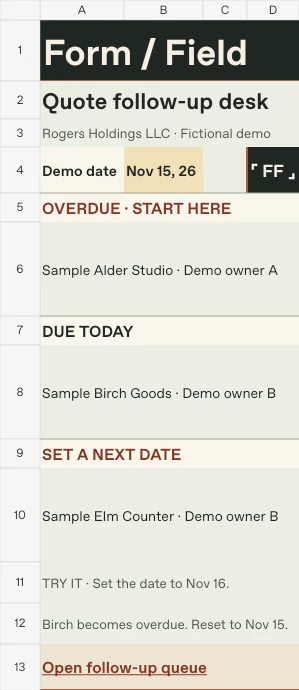 A B C D
1 Form / Field
2 Quote follow-up desk
3 Rogers Holdings LLC · Fictional demo
4 Demo date Nov 15, 26 FF
5 OVERDUE · START HERE
6 Sample Alder Studio · Demo owner A
7 DUE TODAY
8 Sample Birch Goods · Demo owner B
9 SET A NEXT DATE
10 Sample Elm Counter · Demo owner B
11 TRY IT · Set the date to Nov 16.
12 Birch becomes overdue. Reset to Nov 15.
13 Open follow-up queue